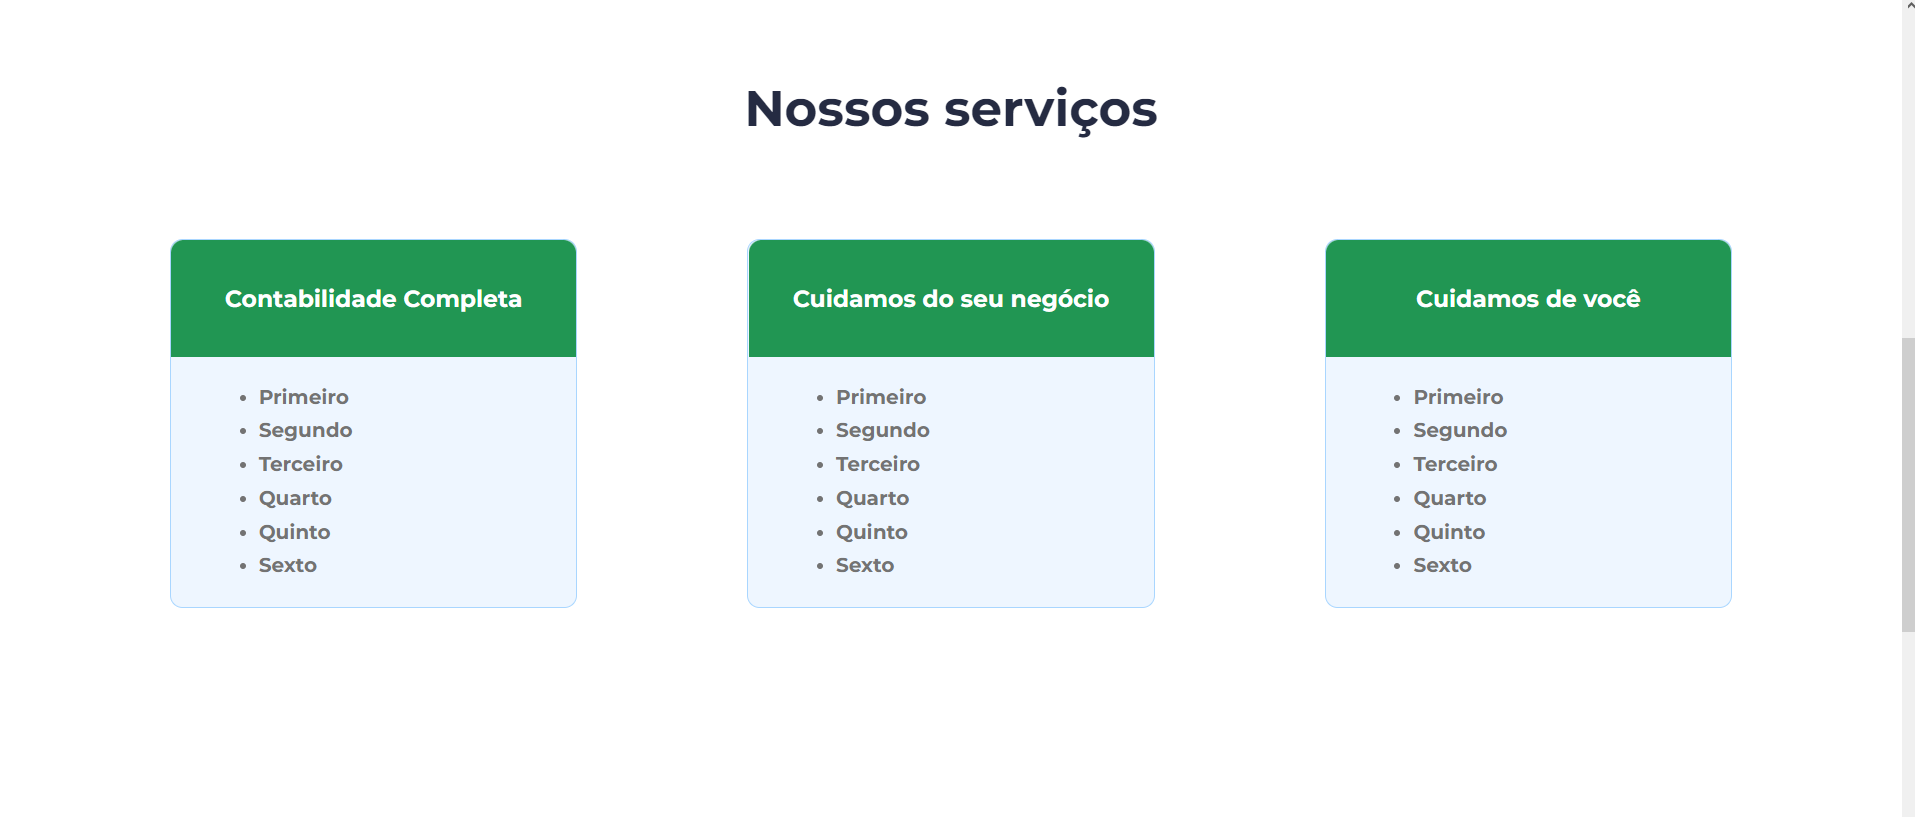 Nossos serviços
Contabilidade Completa
• Primeiro
• Segundo
• Terceiro
• Quarto
• Quinto
• Sexto
Cuidamos do seu negócio
• Primeiro
• Segundo
• Terceiro
• Quarto
• Quinto
• Sexto
Cuidamos de você
• Primeiro
• Segundo
• Terceiro
• Quarto
• Quinto
• Sexto